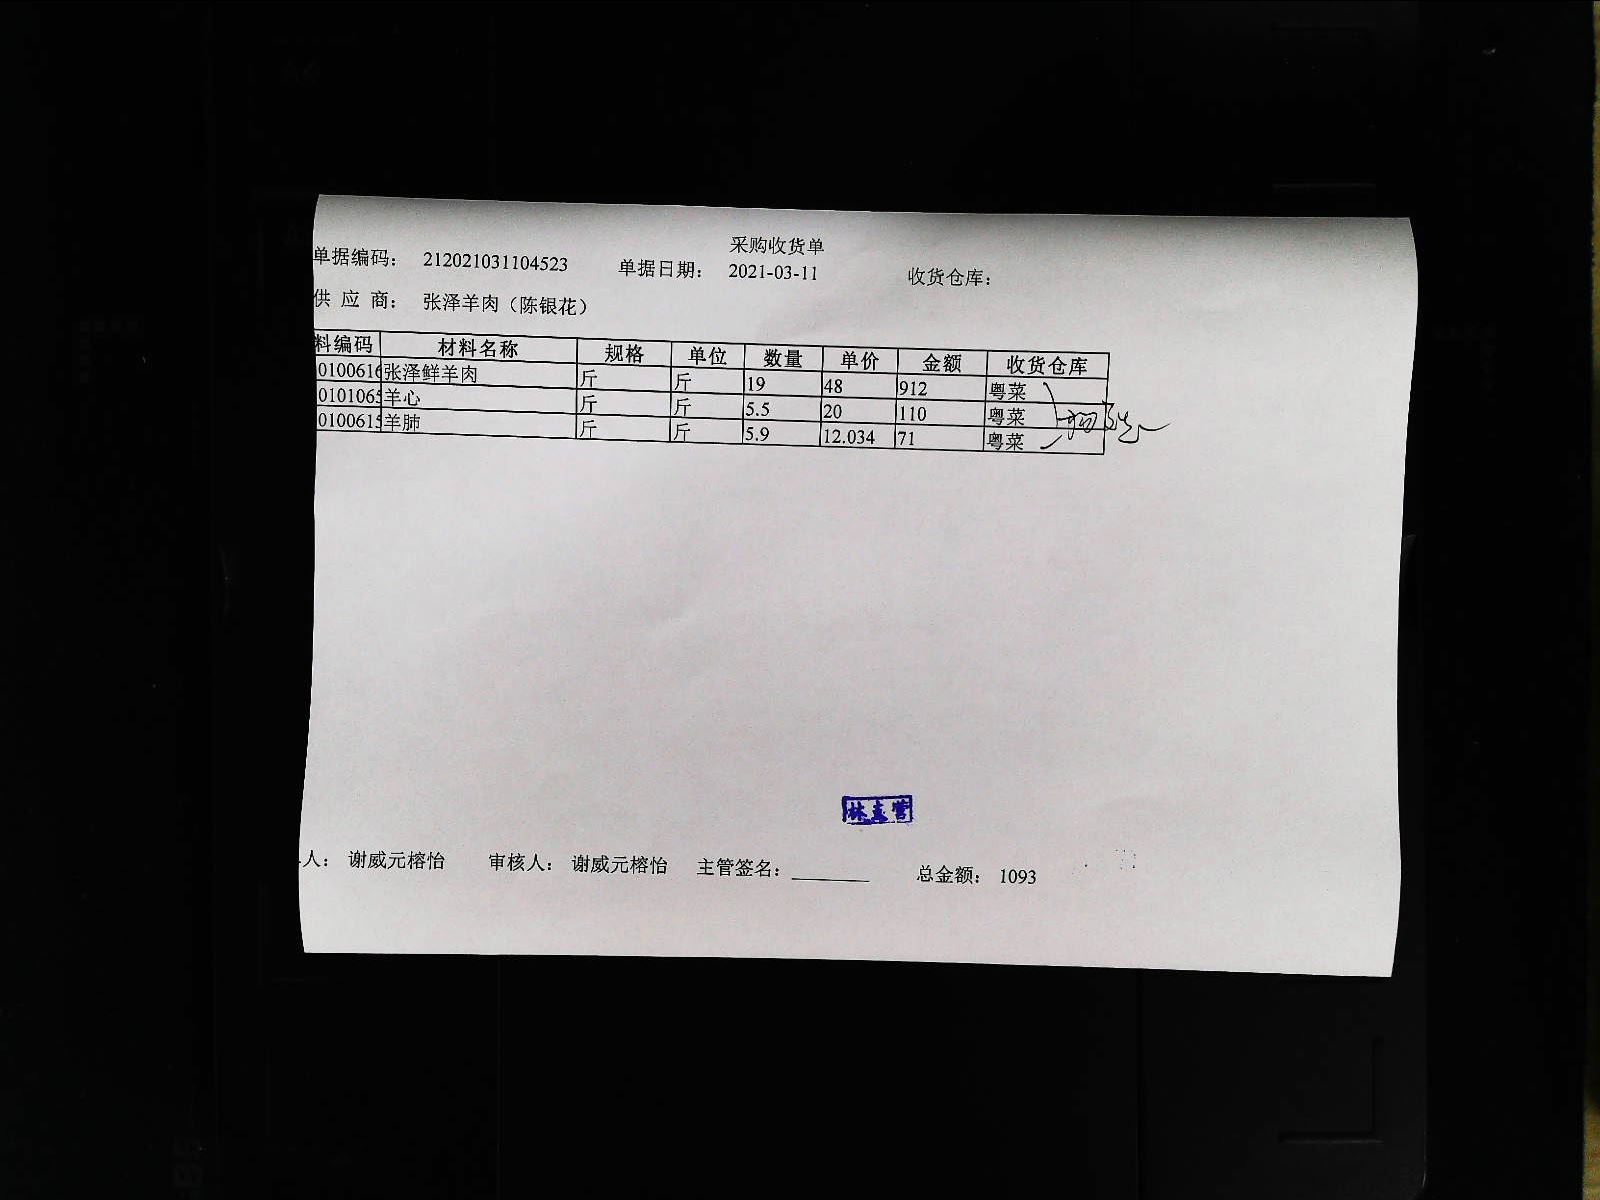 采购收货单
单据编码： 212021031104523 单据日期： 2021-03-11 收货仓库：
供 应 商： 张泽羊肉（陈银花）
料编码 材料名称 规格 单位 数量 单价 金额 收货仓库
0100616 张泽鲜羊肉 斤 斤 19 48 912 粤菜
0101065 羊心 斤 斤 5.5 20 110 粤菜
0100615 羊肺 斤 斤 5.9 12.034 71 粤菜
人： 谢威元榕怡 审核人： 谢威元榕怡 主管签名： 总金额： 1093